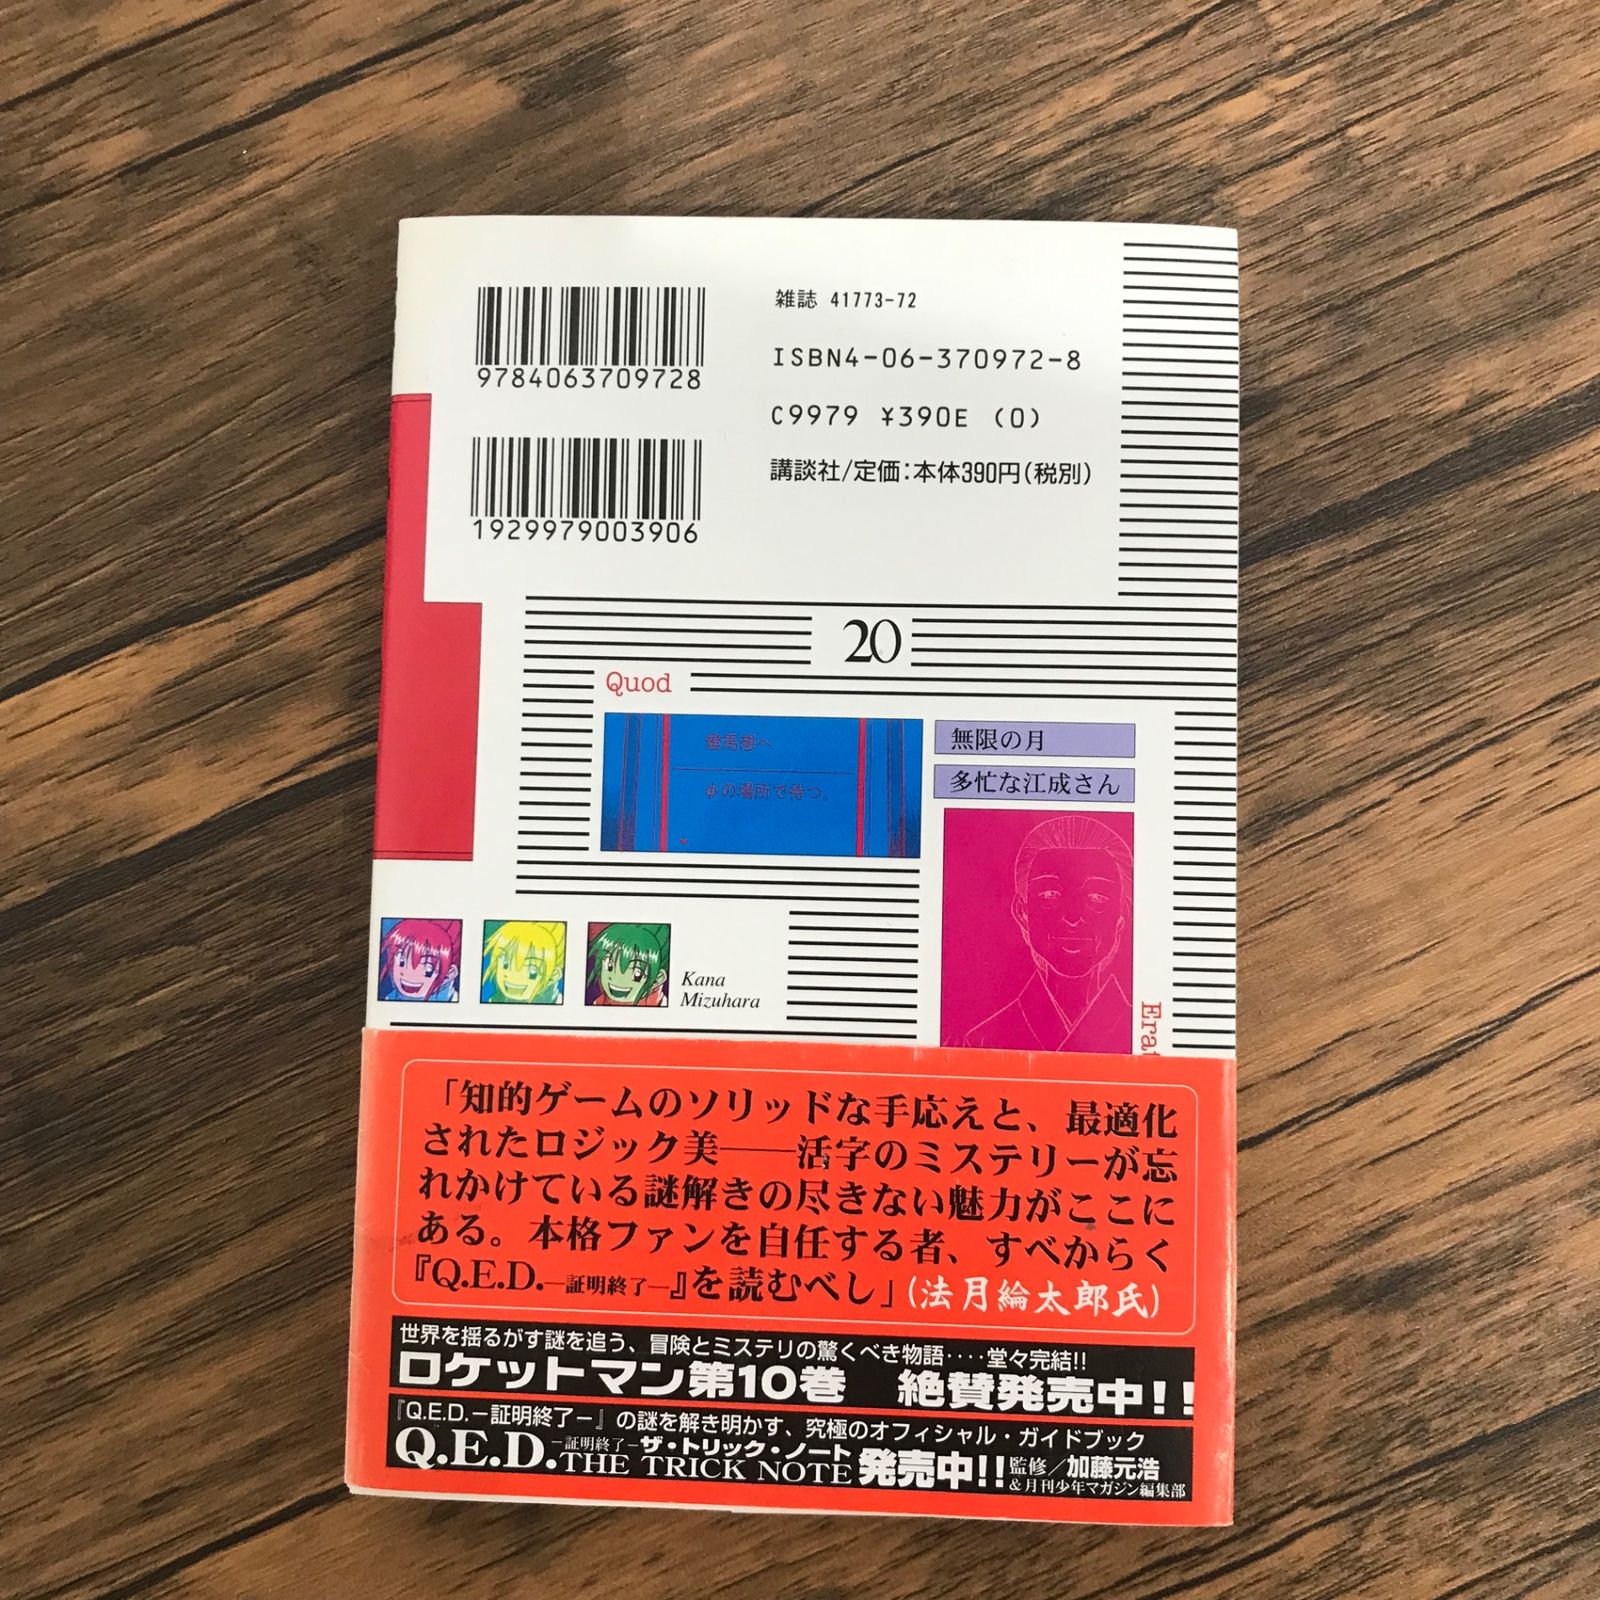 9784063709728
1929979003906
雑誌 41773-72
ISBN4-06-370972-8
C9979 ¥390E (0)
講談社/定価:本体390円(税別)
20
Quod
燈馬想へ
φの場所で待つ。
無限の月
多忙な江成さん
Kana
Mizuhara
Erat
「知的ゲームのソリッドな手応えと、最適化
されたロジック美――活字のミステリーが忘
れかけている謎解きの尽きない魅力がここに
ある。本格ファンを自任する者、すべからく
『Q.E.D.―証明終了―』を読むべし」(法月綸太郎氏)
世界を揺るがす謎を追う、冒険とミステリの驚くべき物語‥‥堂々完結!!
ロケットマン第10巻 絶賛発売中!!
『Q.E.D.－証明終了－』の謎を解き明かす、究極のオフィシャル・ガイドブック
Q.E.D.－証明終了－ザ・トリック・ノート
THE TRICK NOTE 発売中!! 監修/加藤元浩
&月刊少年マガジン編集部